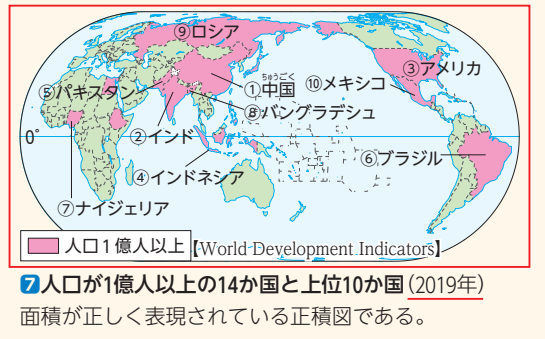 ⑨ロシア
③アメリカ
⑤パキスタン
ちゅうごく
①中国
⑩メキシコ
⑧バングラデシュ
②インド
0°
④インドネシア
⑥ブラジル
⑦ナイジェリア
人口1億人以上
【World Development Indicators】
7人口が1億人以上の14か国と上位10か国(2019年)
面積が正しく表現されている正積図である。